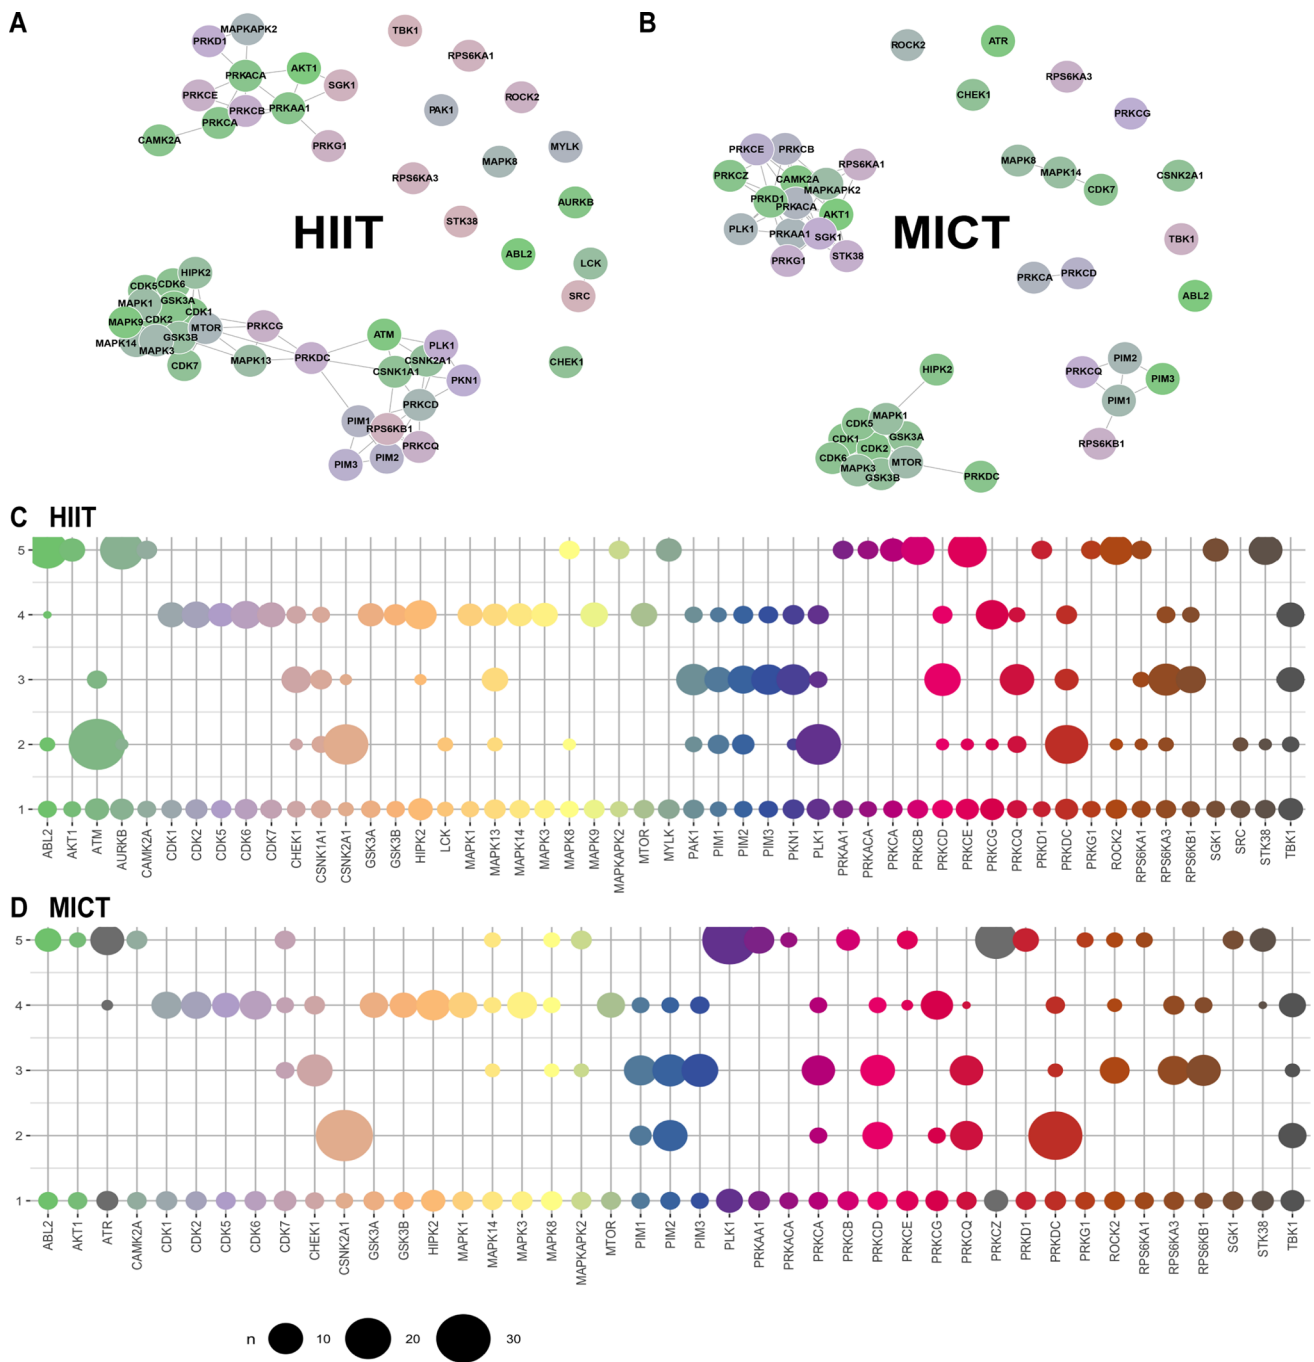 A
B
MAPKAPK2
PRKD1
PRKACA
AKT1
SGK1
PRKCE
PRKCB
PRKAA1
PRKCA
CAMK2A
PRKG1
TBK1
RPS6KA1
ROCK2
PAK1
MYLK
MAPK8
RPS6KA3
AURKB
STK38
ABL2
LCK
SRC
CHEK1
HIIT
HIPK2
CDK5
CDK6
MAPK1
GSK3A
CDK1
MAPK9
CDK2
MTOR
GSK3B
MAPK14
MAPK3
CDK7
MAPK13
PRKCG
PRKDC
ATM
PLK1
CSNK2A1
CSNK1A1
PKN1
PRKCD
PIM1
RPS6KB1
PRKCQ
PIM3
PIM2
ROCK2
ATR
RPS6KA3
CHEK1
PRKCG
PRKCE
PRKCB
RPS6KA1
PRKCZ
CAMK2A
MAPKAPK2
PRKD1
PRKACA
AKT1
PLK1
PRKAA1
SGK1
PRKG1
STK38
MAPK8
MAPK14
CDK7
CSNK2A1
MICT
TBK1
PRKCA
PRKCD
ABL2
PIM2
PRKCQ
PIM3
PIM1
RPS6KB1
HIPK2
MAPK1
CDK5
CDK1
GSK3A
CDK2
CDK6
MAPK3
MTOR
GSK3B
PRKDC
C HIIT
5
4
3
2
1
ABL2
AKT1
ATM
AURKB
CAMK2A
CDK1
CDK2
CDK5
CDK6
CDK7
CHEK1
CSNK1A1
CSNK2A1
GSK3A
GSK3B
HIPK2
LCK
MAPK1
MAPK13
MAPK14
MAPK3
MAPK8
MAPK9
MAPKAPK2
MTOR
MYLK
PAK1
PIM1
PIM2
PIM3
PKN1
PLK1
PRKAA1
PRKACA
PRKCA
PRKCB
PRKCD
PRKCE
PRKCG
PRKCQ
PRKD1
PRKDC
PRKG1
ROCK2
RPS6KA1
RPS6KA3
RPS6KB1
SGK1
SRC
STK38
TBK1
D MICT
5
4
3
2
1
ABL2
AKT1
ATR
CAMK2A
CDK1
CDK2
CDK5
CDK6
CDK7
CHEK1
CSNK2A1
GSK3A
GSK3B
HIPK2
MAPK1
MAPK14
MAPK3
MAPK8
MAPKAPK2
MTOR
PIM1
PIM2
PIM3
PLK1
PRKAA1
PRKACA
PRKCA
PRKCB
PRKCD
PRKCE
PRKCG
PRKCQ
PRKCZ
PRKD1
PRKDC
PRKG1
ROCK2
RPS6KA1
RPS6KA3
RPS6KB1
SGK1
STK38
TBK1
n 10 20 30